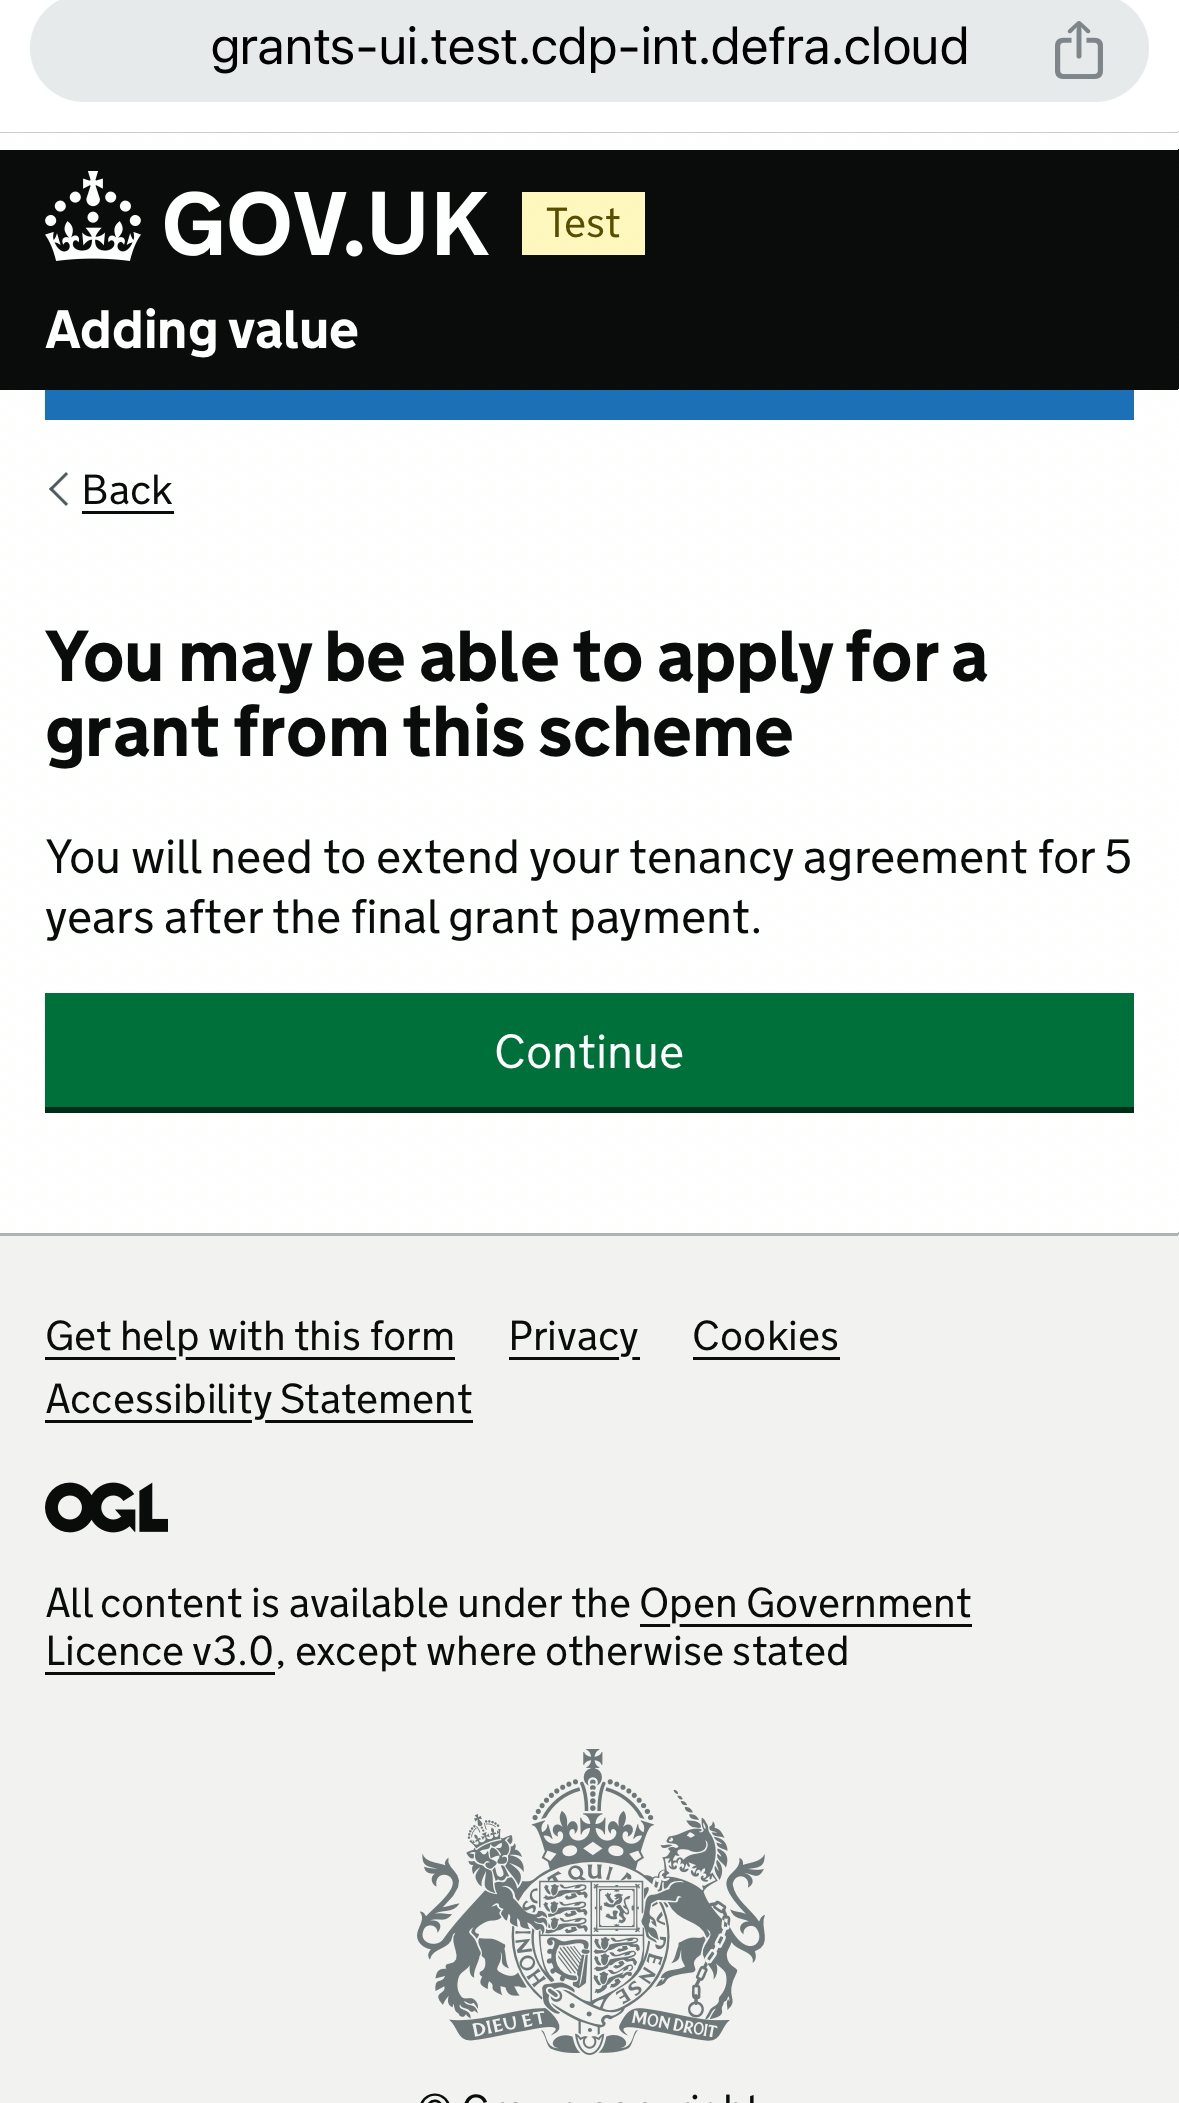 grants-ui.test.cdp-int.defra.cloud
GOV.UK Test
Adding value
Back
You may be able to apply for a
grant from this scheme
You will need to extend your tenancy agreement for 5
years after the final grant payment.
Continue
Get help with this form Privacy Cookies
Accessibility Statement
OGL
All content is available under the Open Government
Licence v3.0, except where otherwise stated
QUI
HONI
PENSE
DIEU ET MON DROIT